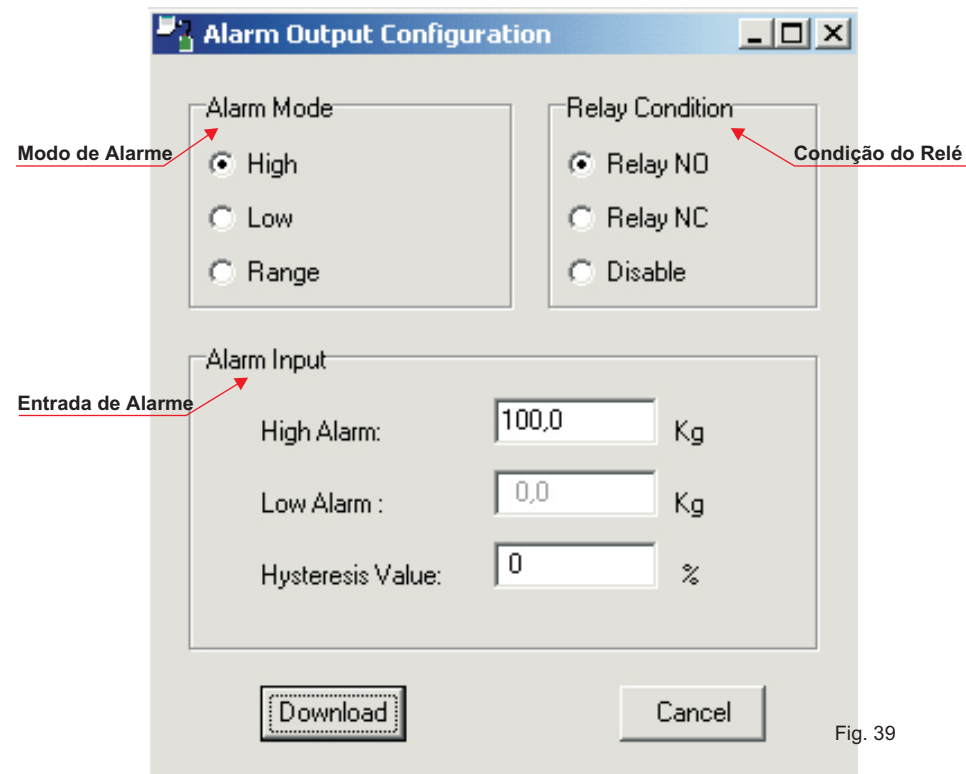 Alarm Output Configuration
Alarm Mode
Relay Condition
Modo de Alarme
Condição do Relé
High
Relay NO
Low
Relay NC
Range
Disable
Alarm Input
Entrada de Alarme
High Alarm: 100,0 Kg
Low Alarm : 0,0 Kg
Hysteresis Value: 0 %
Download
Cancel
Fig. 39